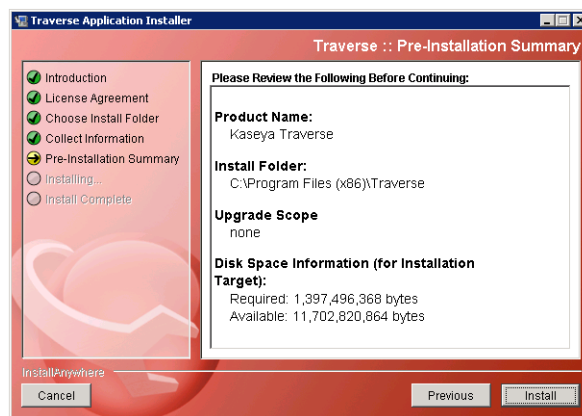 Traverse Application Installer
Traverse :: Pre-Installation Summary
Introduction
License Agreement
Choose Install Folder
Collect Information
Pre-Installation Summary
Installing...
Install Complete
Please Review the Following Before Continuing:
Product Name:
Kaseya Traverse
Install Folder:
C:\Program Files (x86)\Traverse
Upgrade Scope
none
Disk Space Information (for Installation
Target):
Required: 1,397,496,368 bytes
Available: 11,702,820,864 bytes
InstallAnywhere
Cancel
Previous
Install